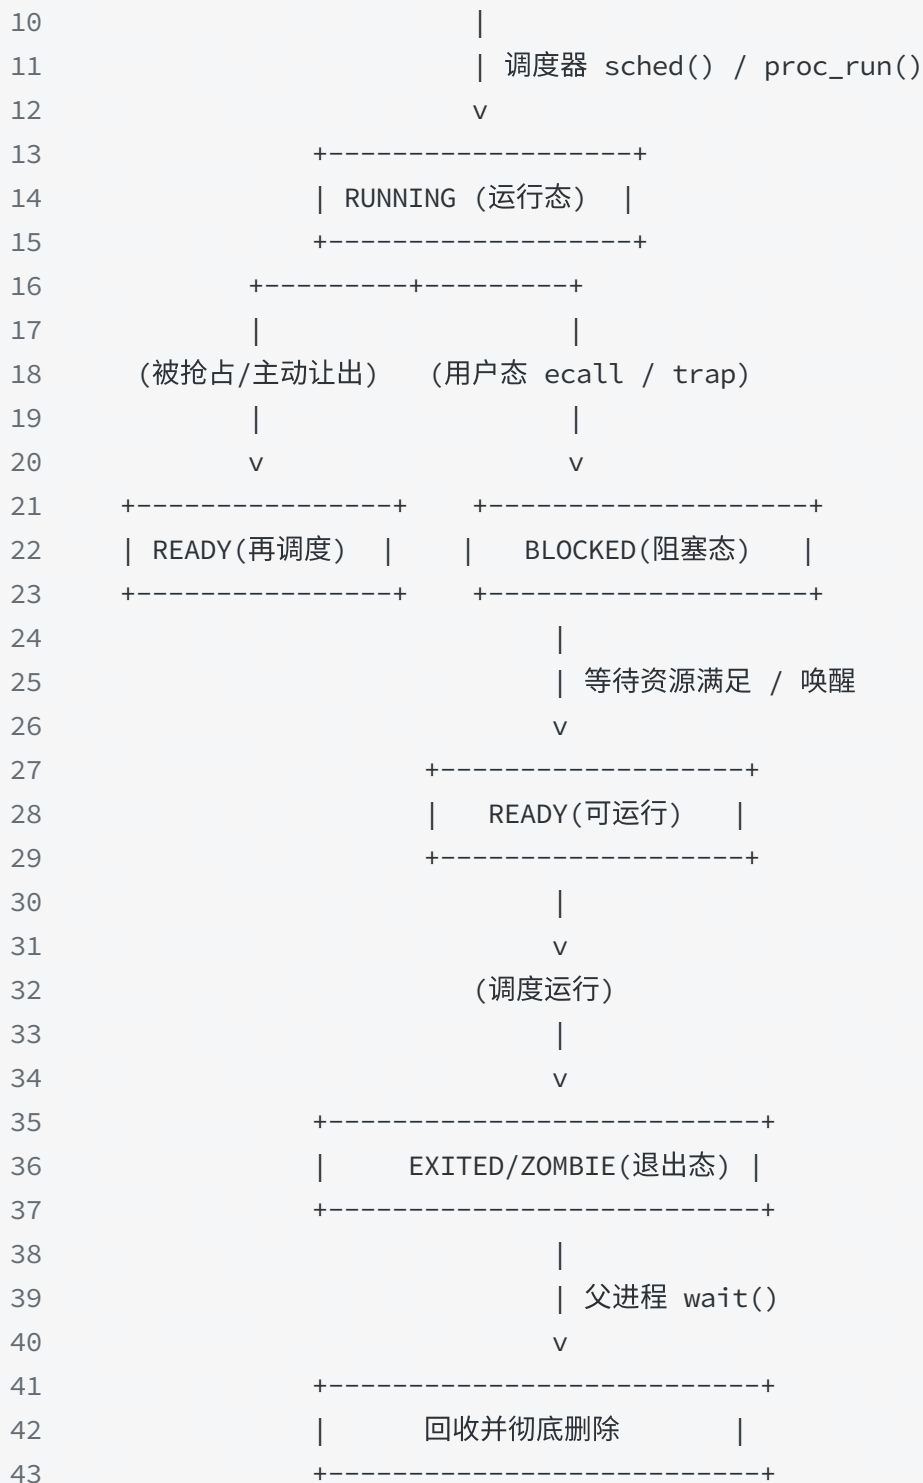 10                           |
11                           | 调度器 sched() / proc_run()
12                           v
13                 +-------------------+
14                 | RUNNING (运行态)  |
15                 +-------------------+
16             +---------+---------+
17             |                   |
18      (被抢占/主动让出)   (用户态 ecall / trap)
19             |                   |
20             v                   v
21     +----------------+    +--------------------+
22     | READY(再调度)  |    |   BLOCKED(阻塞态)   |
23     +----------------+    +--------------------+
24                                |
25                                | 等待资源满足 / 唤醒
26                                v
27                        +-------------------+
28                        |   READY(可运行)   |
29                        +-------------------+
30                                |
31                                v
32                           (调度运行)
33                                |
34                                v
35                 +---------------------------+
36                 |     EXITED/ZOMBIE(退出态) |
37                 +---------------------------+
38                                |
39                                | 父进程 wait()
40                                v
41                 +---------------------------+
42                 |      回收并彻底删除       |
43                 +---------------------------+